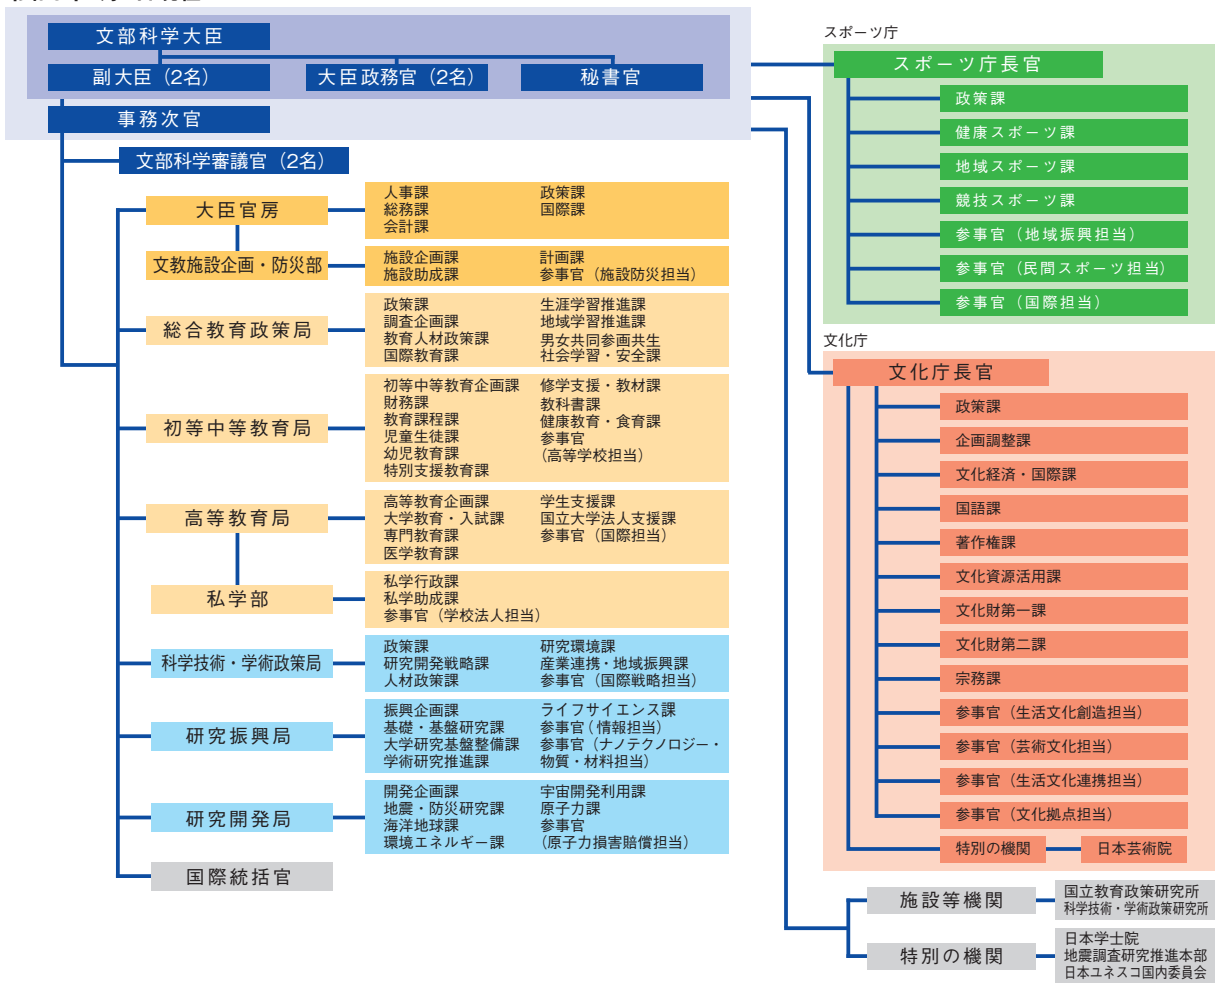 文部科学大臣
副大臣（2名）
大臣政務官（2名）
秘書官
事務次官
文部科学審議官（2名）
大臣官房
人事課
総務課
会計課
政策課
国際課
文教施設企画・防災部
施設企画課
施設助成課
計画課
参事官（施設防災担当）
総合教育政策局
政策課
調査企画課
教育人材政策課
国際教育課
生涯学習推進課
地域学習推進課
男女共同参画共生
社会学習・安全課
初等中等教育局
初等中等教育企画課
財務課
教育課程課
児童生徒課
幼児教育課
特別支援教育課
修学支援・教材課
教科書課
健康教育・食育課
参事官
（高等学校担当）
高等教育局
高等教育企画課
大学教育・入試課
専門教育課
医学教育課
学生支援課
国立大学法人支援課
参事官（国際担当）
私学部
私学行政課
私学助成課
参事官（学校法人担当）
科学技術・学術政策局
政策課
研究開発戦略課
人材政策課
研究環境課
産業連携・地域振興課
参事官（国際戦略担当）
研究振興局
振興企画課
基礎・基盤研究課
大学研究基盤整備課
学術研究推進課
ライフサイエンス課
参事官（情報担当）
参事官（ナノテクノロジー・
物質・材料担当）
研究開発局
開発企画課
地震・防災研究課
海洋地球課
環境エネルギー課
宇宙開発利用課
原子力課
参事官
（原子力損害賠償担当）
国際統括官
スポーツ庁
スポーツ庁長官
政策課
健康スポーツ課
地域スポーツ課
競技スポーツ課
参事官（地域振興担当）
参事官（民間スポーツ担当）
参事官（国際担当）
文化庁
文化庁長官
政策課
企画調整課
文化経済・国際課
国語課
著作権課
文化資源活用課
文化財第一課
文化財第二課
宗務課
参事官（生活文化創造担当）
参事官（芸術文化担当）
参事官（生活文化連携担当）
参事官（文化拠点担当）
特別の機関
日本芸術院
施設等機関
国立教育政策研究所
科学技術・学術政策研究所
特別の機関
日本学士院
地震調査研究推進本部
日本ユネスコ国内委員会